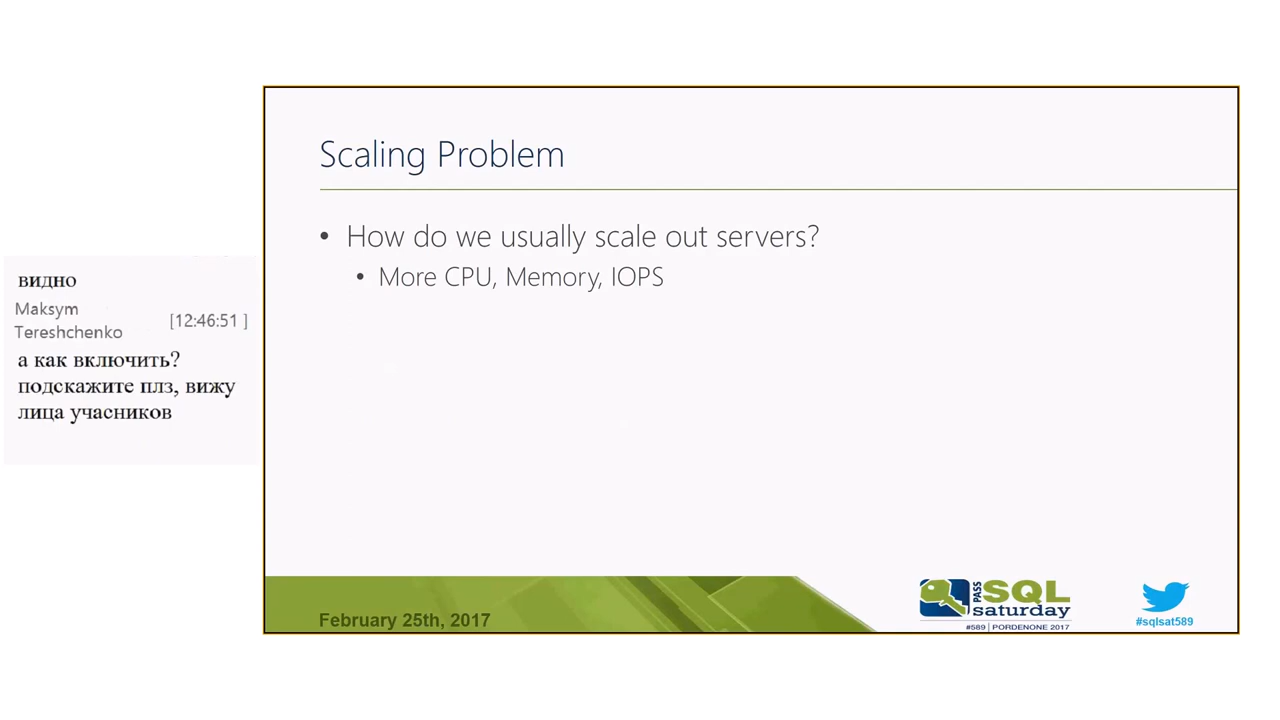 видно
Maksym
Tereshchenko
[12:46:51 ]
а как включить?
подскажите плз, вижу
лица учасников
Scaling Problem
• How do we usually scale out servers?
• More CPU, Memory, IOPS
February 25th, 2017
PASS
SQL
saturday
#589 | PORDENONE 2017
#sqlsat589